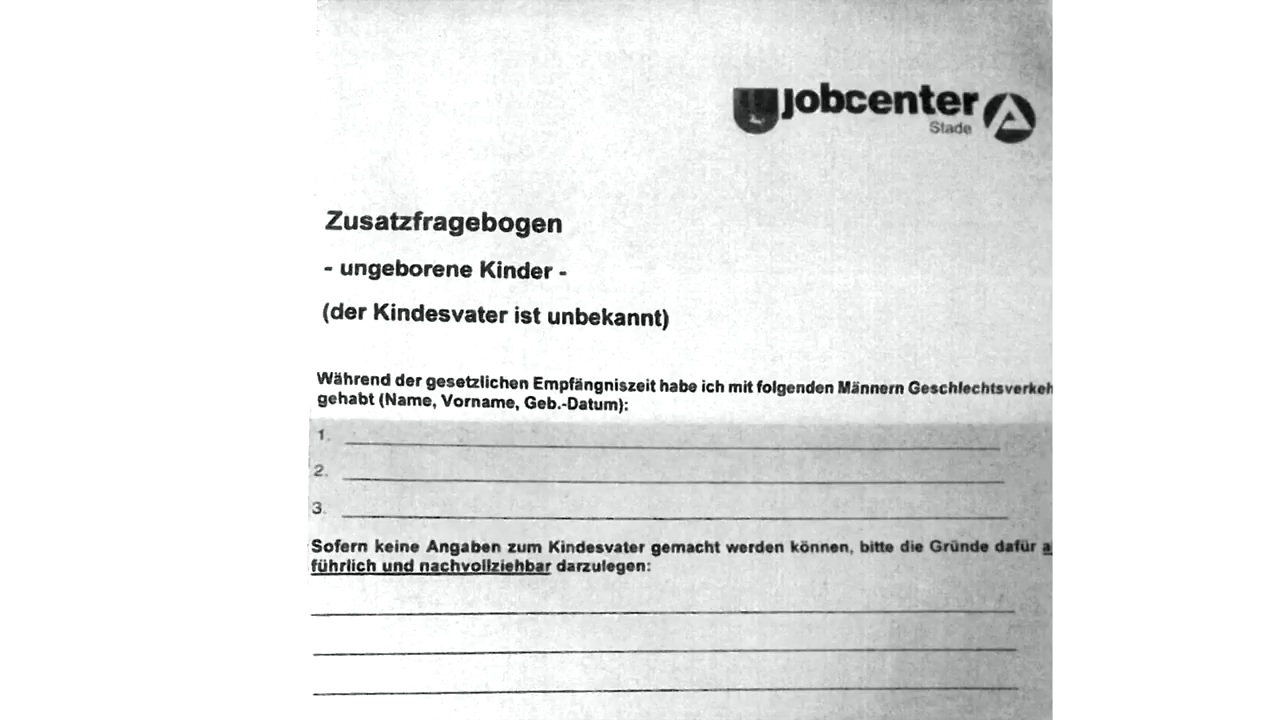 jobcenter
Stade
Zusatzfragebogen
- ungeborene Kinder -
(der Kindesvater ist unbekannt)
Während der gesetzlichen Empfängniszeit habe ich mit folgenden Männern Geschlechtsverkeh
gehabt (Name, Vorname, Geb.-Datum):
1.
2.
3.
Sofern keine Angaben zum Kindesvater gemacht werden können, bitte die Gründe dafür a
führlich und nachvollziehbar darzulegen: